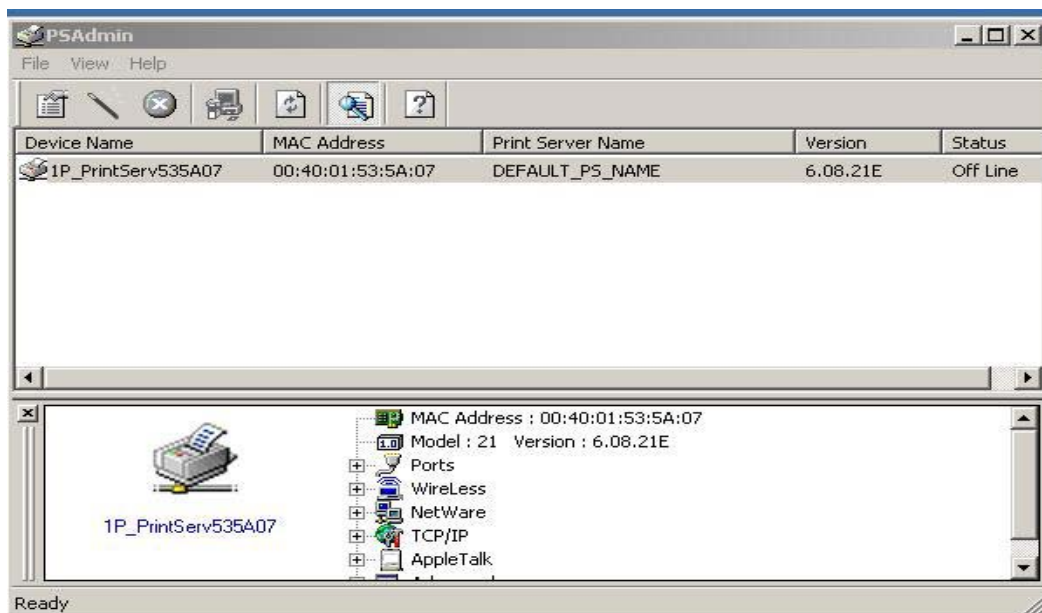 PSAdmin
File View Help
Device Name MAC Address Print Server Name Version Status
1P_PrintServ535A07 00:40:01:53:5A:07 DEFAULT_PS_NAME 6.08.21E Off Line
MAC Address : 00:40:01:53:5A:07
1.0 Model : 21 Version : 6.08.21E
Ports
WireLess
NetWare
1P_PrintServ535A07
TCP/IP
AppleTalk
Ready